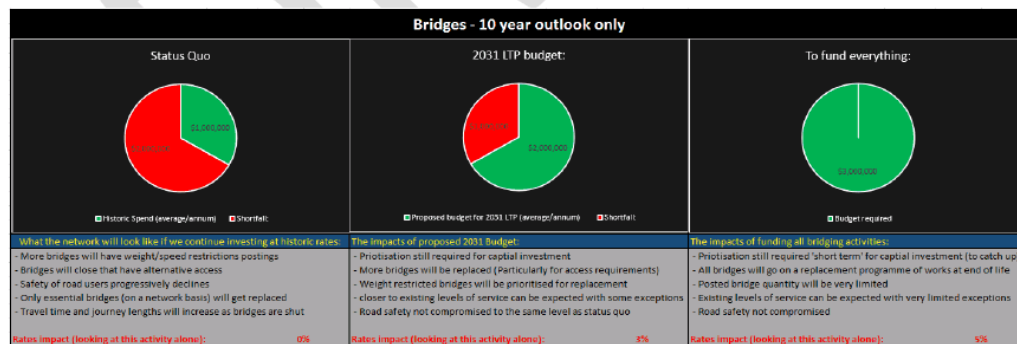 Bridges - 10 year outlook only
Status Quo
2031 LTP budget:
To fund everything:
$1,000,000
$2,000,000
$3,000,000
Historic Spend (average/annum) Shortfall
Proposed budget for 2031 LTP (average/annum) Shortfall
Budget required
What the network will look like if we continue investing at historic rates:
- More bridges will have weight/speed restrictions postings
- Bridges will close that have alternative access
- Safety of road users progressively declines
- Only essential bridges (on a network basis) will get replaced
- Travel time and journey lengths will increase as bridges are shut
Rates impact (looking at this activity alone): 0%
The impacts of proposed 2031 Budget:
- Priotisation still required for captial investment
- More bridges will be replaced (Particularly for access requirements)
- Weight restricted bridges will be prioritised for replacement
- closer to existing levels of service can be expected with some exceptions
- Road safety not compromised to the same level as status quo
Rates impact (looking at this activity alone): 3%
The impacts of funding all bridging activities:
- Priotisation still required 'short term' for captial investment (to catch up
- All bridges will go on a replacement programme of works at end of life
- Posted bridge quantity will be very limited
- Existing levels of service can be expected with very limited exceptions
- Road safety not compromised
Rates impact (looking at this activity alone): 5%